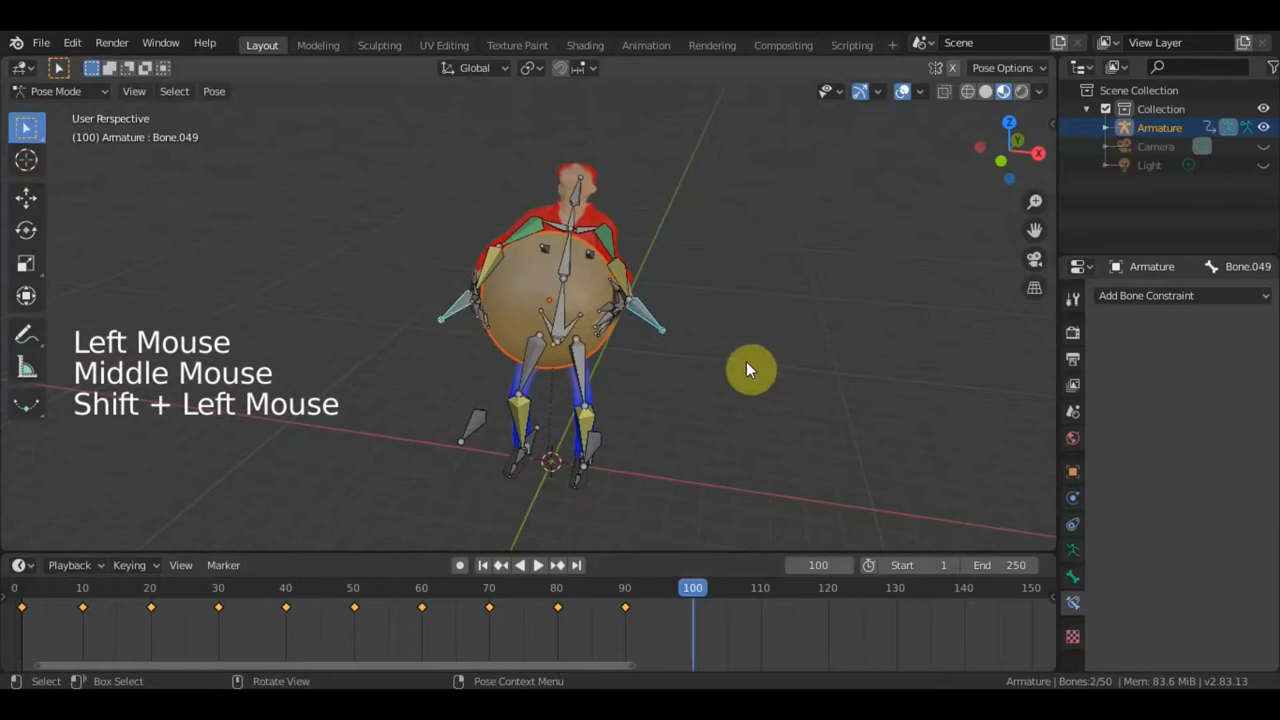 File Edit Render Window Help Layout Modeling Sculpting UV Editing Texture Paint Shading Animation Rendering Compositing Scripting + Scene View Layer
Global X Pose Options
Pose Mode View Select Pose
Scene Collection
User Perspective
(100) Armature : Bone.049
Collection
Armature
Camera
Light
Z
Y
X
Armature Bone.049
Add Bone Constraint
Left Mouse
Middle Mouse
Shift + Left Mouse
Playback Keying View Marker 100 Start 1 End 250
0 10 20 30 40 50 60 70 80 90 100 110 120 130 140 150
Select Box Select Rotate View Pose Context Menu Armature | Bones:2/50 | Mem: 83.6 MiB | v2.83.13